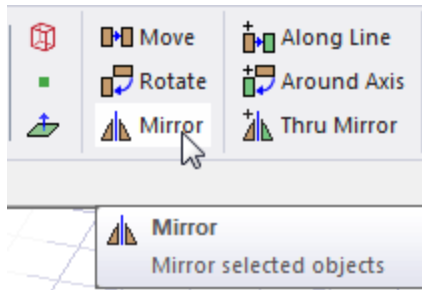 Move
Along Line
Rotate
Around Axis
Mirror
Thru Mirror
Mirror
Mirror selected objects